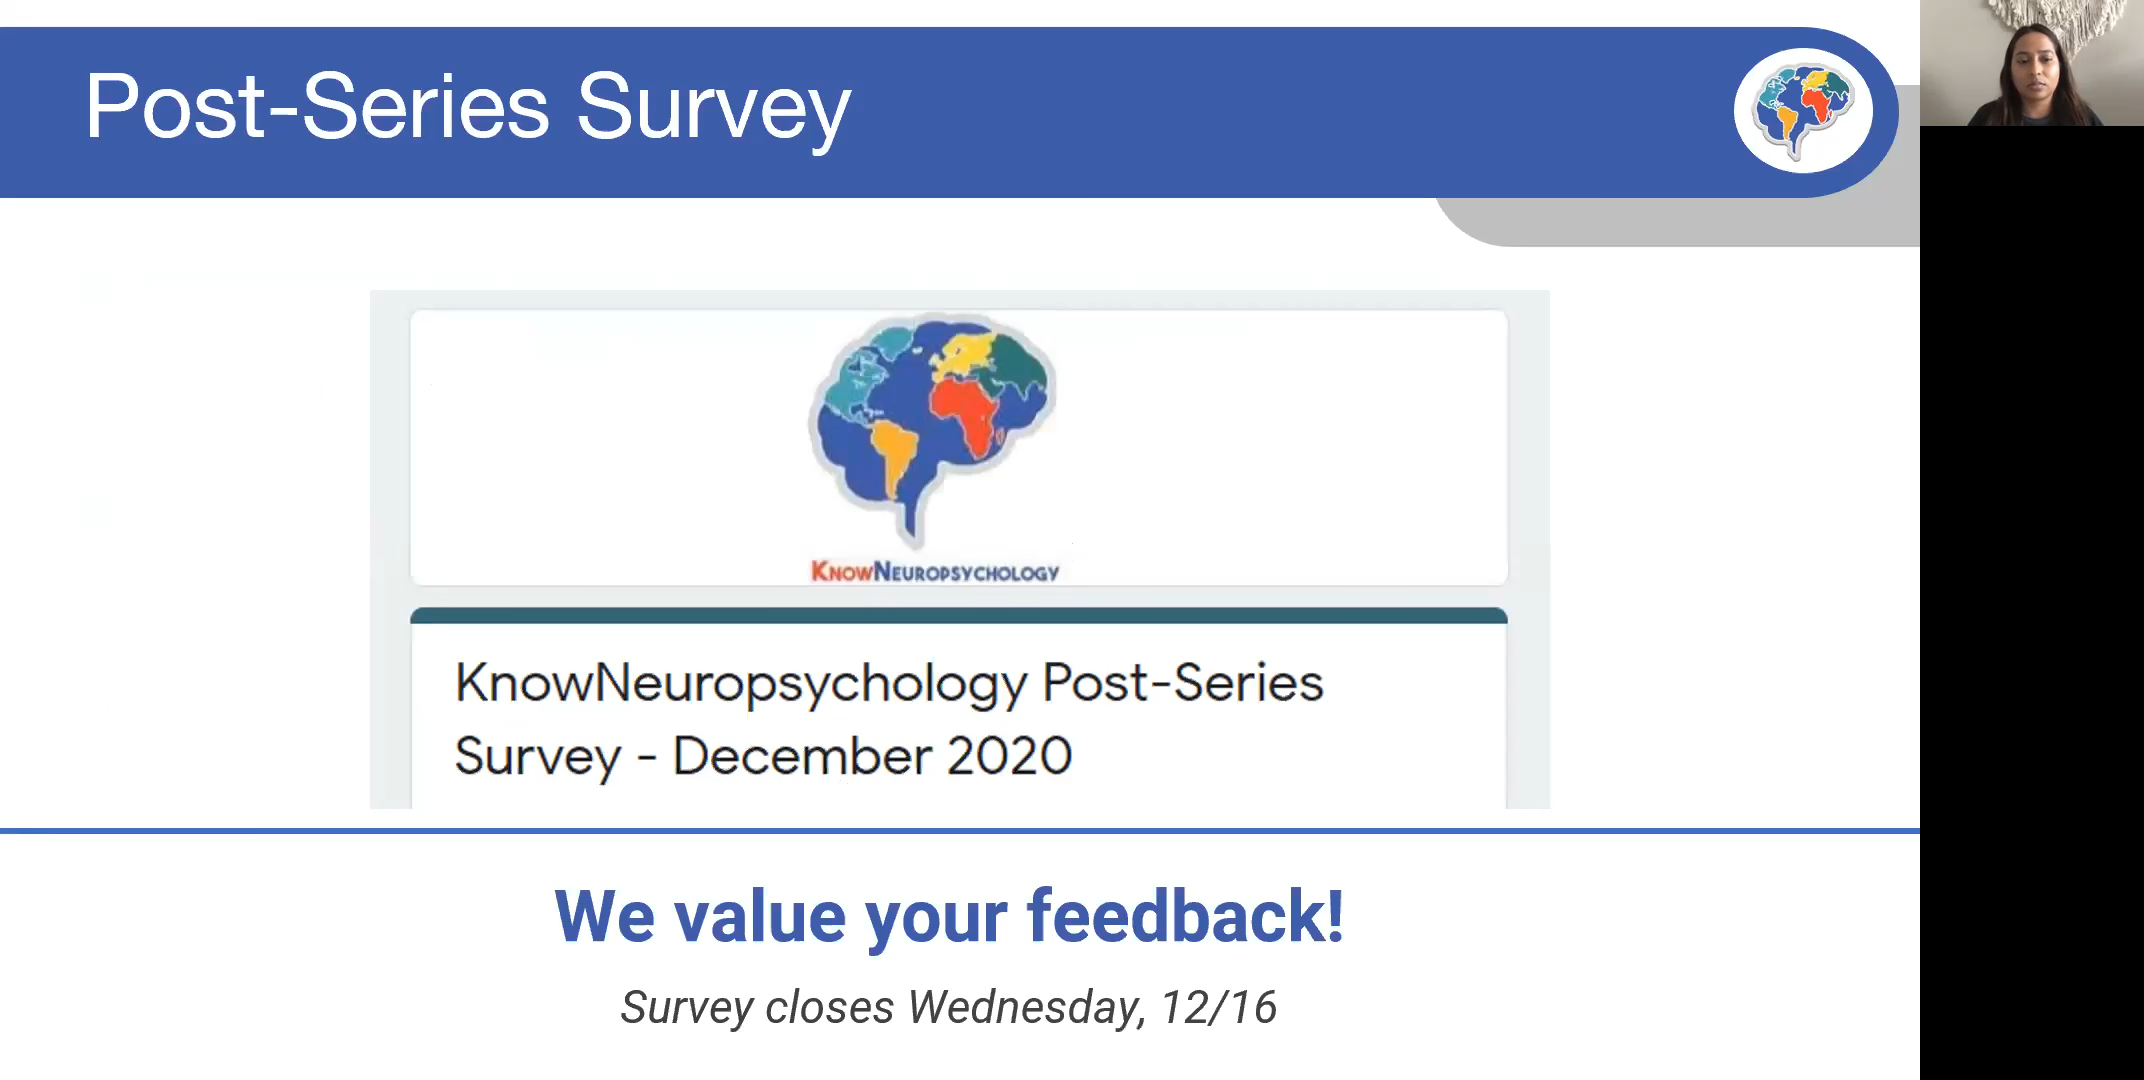 Post-Series Survey
KNOWNEUROPSYCHOLOGY
KnowNeuropsychology Post-Series
Survey - December 2020
We value your feedback!
Survey closes Wednesday, 12/16